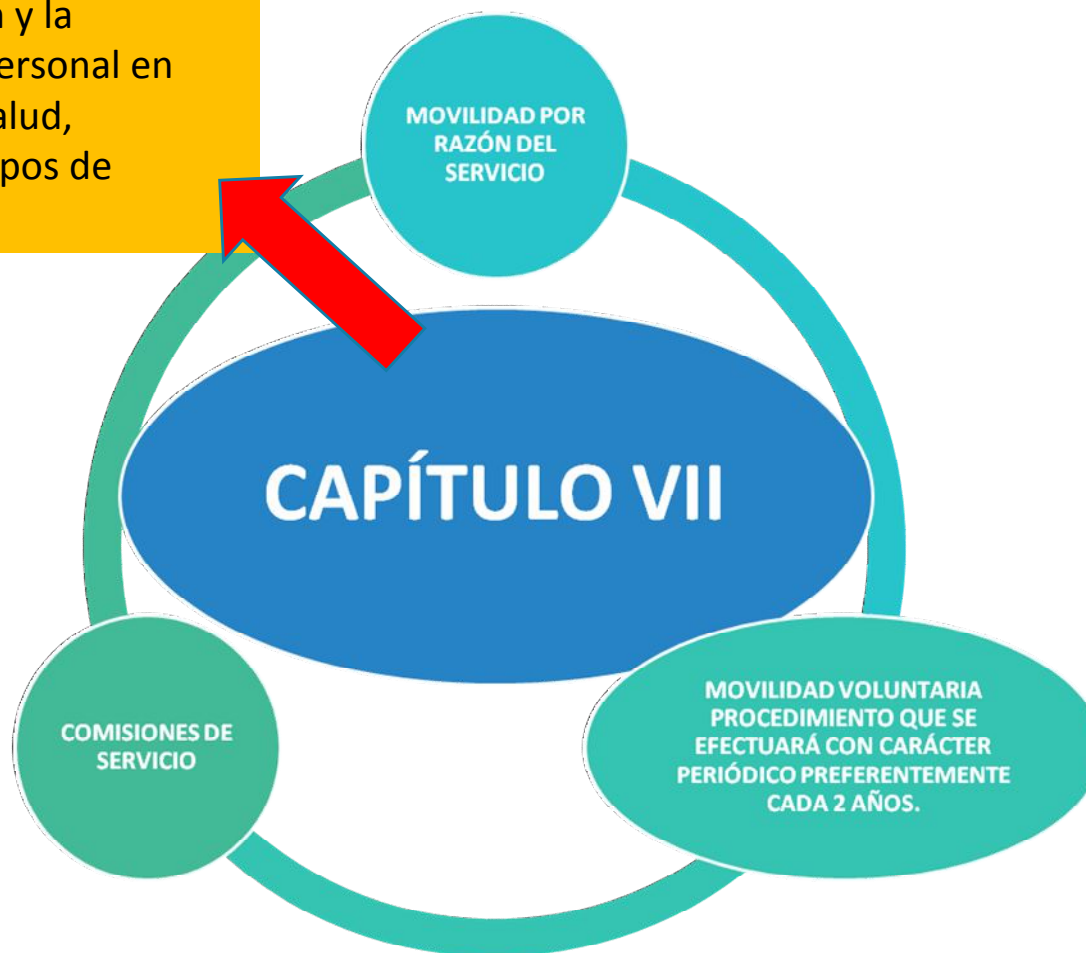 y la
ersonal en
alud,
pos de
MOVILIDAD POR
RAZÓN DEL
SERVICIO
CAPÍTULO VII
COMISIONES DE
SERVICIO
MOVILIDAD VOLUNTARIA
PROCEDIMIENTO QUE SE
EFECTUARÁ CON CARÁCTER
PERIÓDICO PREFERENTEMENTE
CADA 2 AÑOS.